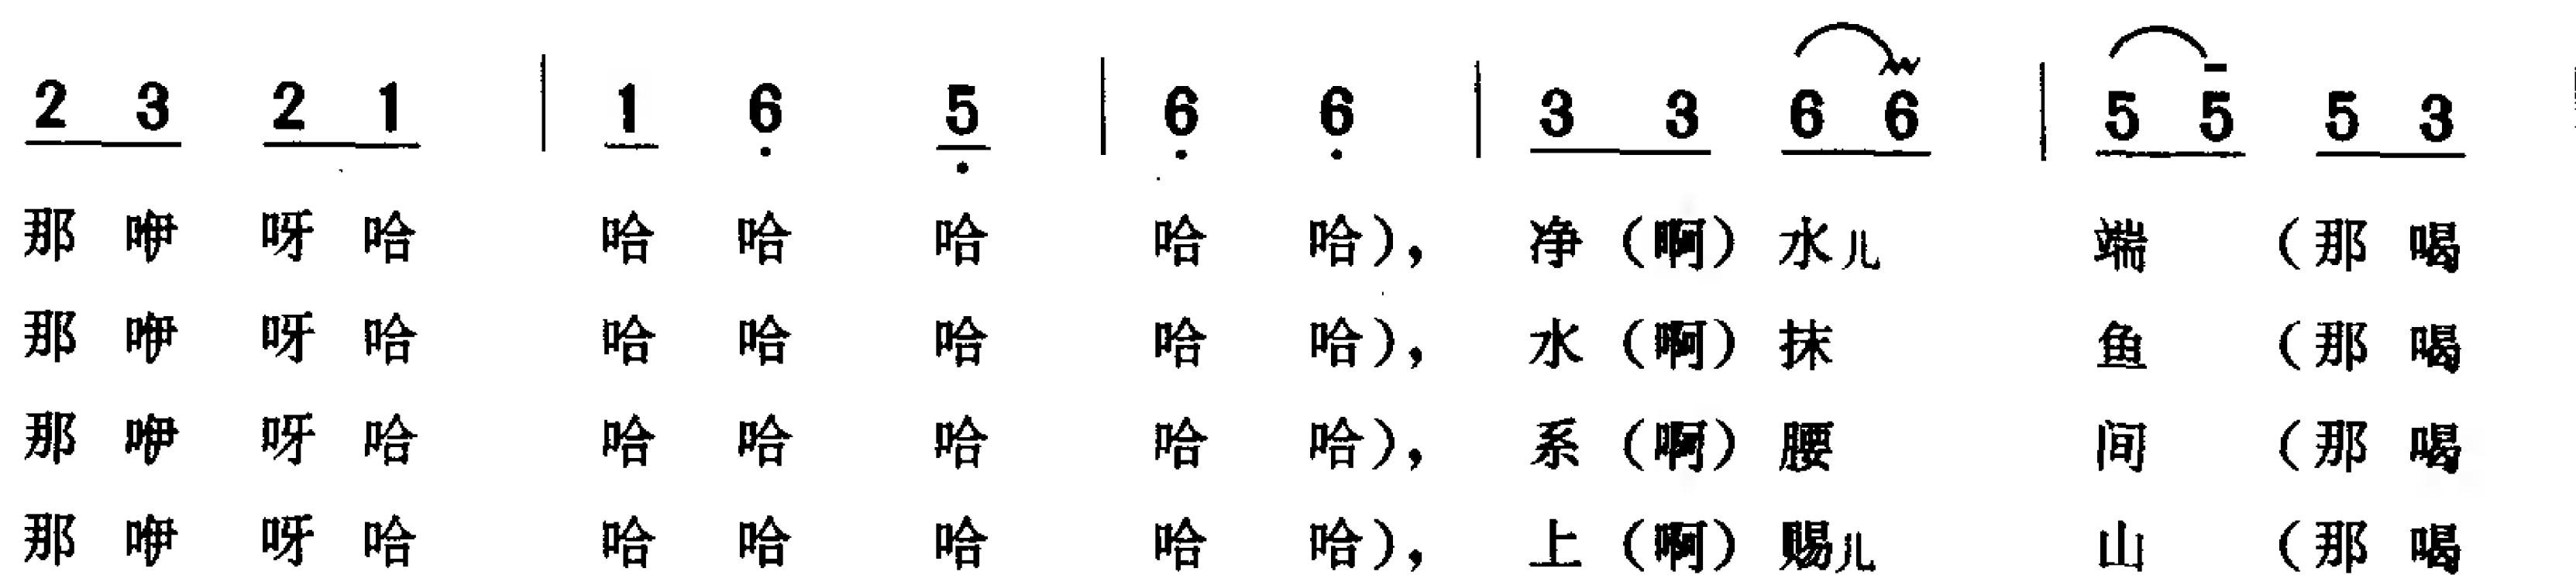 2 3 2 1 | 1 6 5 | 6 6 | 3 3 6 6 | 5 5 5 3
那 咿 呀 哈 哈 哈 哈 哈 哈），净（啊）水儿 端 （那 喝
那 咿 呀 哈 哈 哈 哈 哈 哈），水（啊）抹 鱼 （那 喝
那 咿 呀 哈 哈 哈 哈 哈 哈），系（啊）腰 间 （那 喝
那 咿 呀 哈 哈 哈 哈 哈 哈），上（啊）赐儿 山 （那 喝